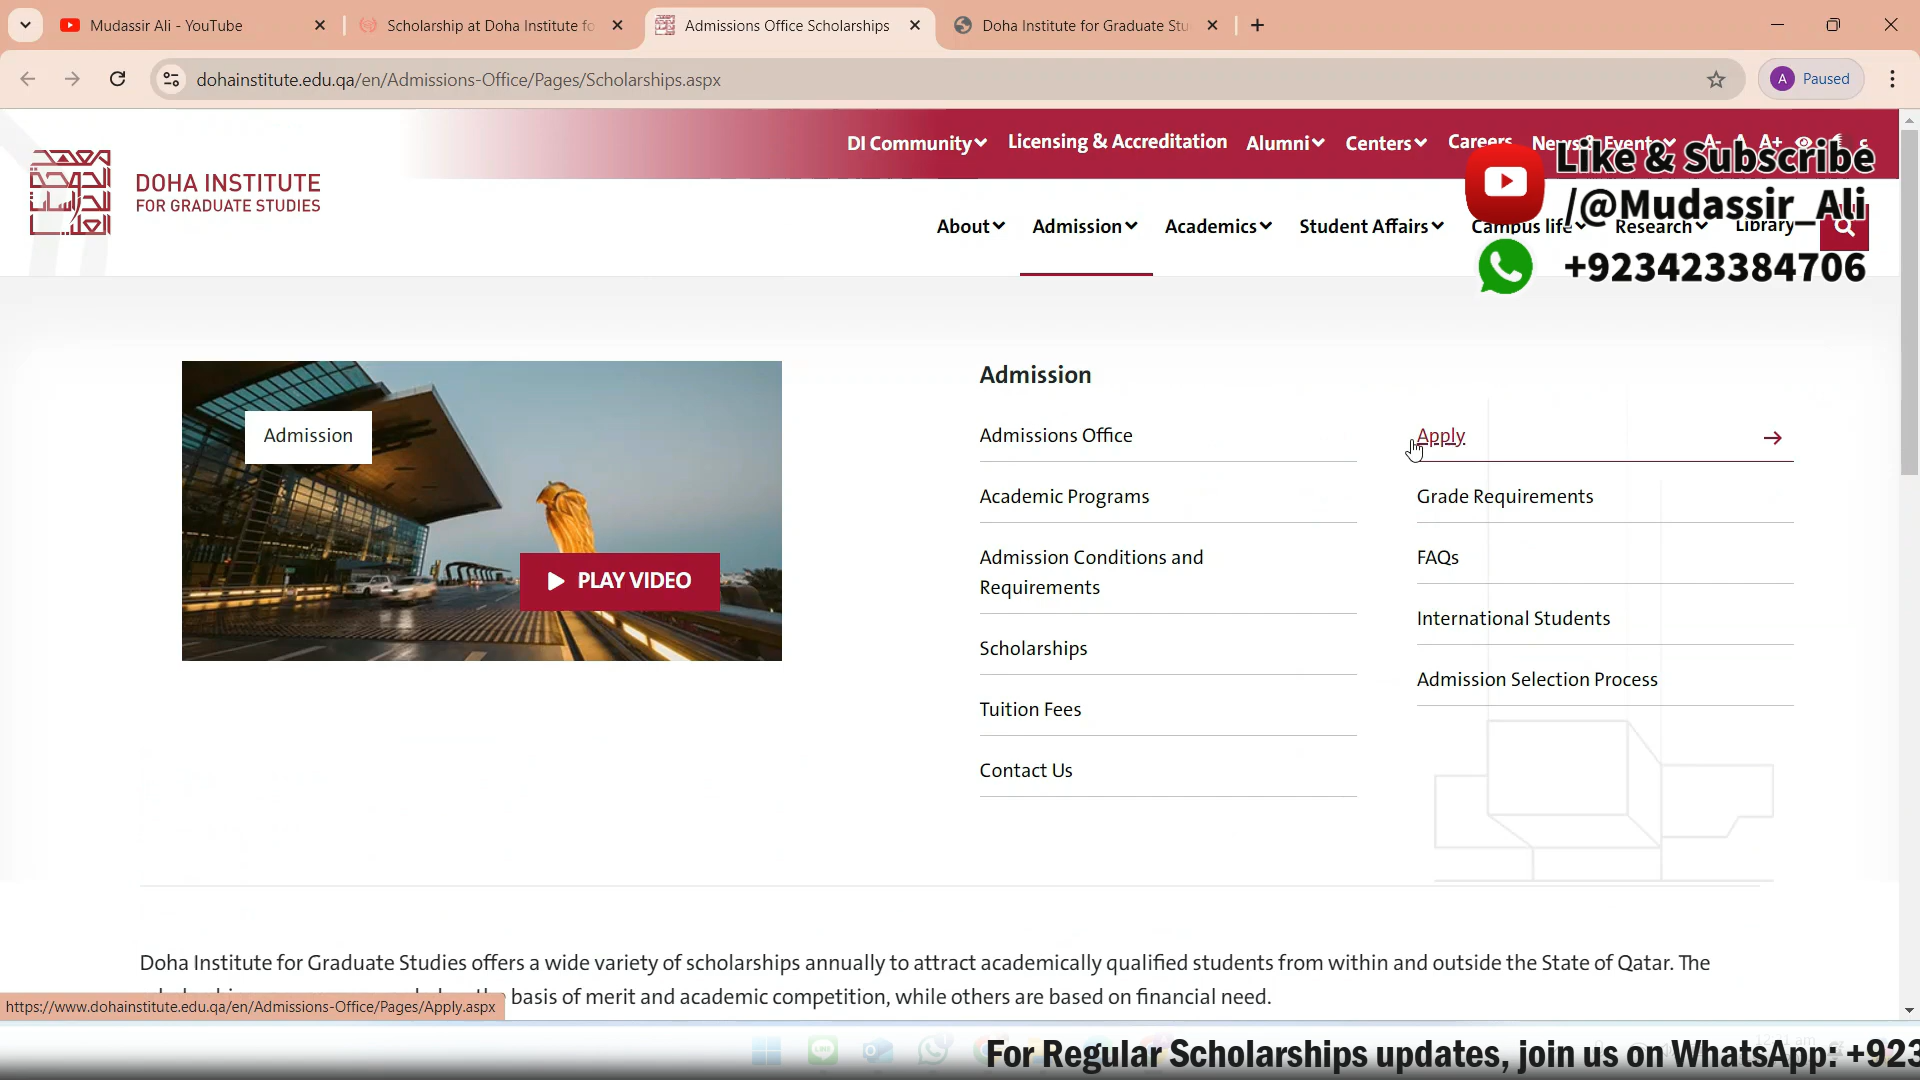 Mudassir Ali - YouTube
Scholarship at Doha Institute fo
Admissions Office Scholarships
Doha Institute for Graduate Stu
dohainstitute.edu.qa/en/Admissions-Office/Pages/Scholarships.aspx
A Paused
DI Community
Licensing & Accreditation
Alumni
Centers
Careers
News & Events
A-
A
A+
Like & Subscribe
/@Mudassir_Ali
+923423384706
DOHA INSTITUTE
FOR GRADUATE STUDIES
About
Admission
Academics
Student Affairs
Campus life
Research
Library
Admission
PLAY VIDEO
Admission
Admissions Office
Academic Programs
Admission Conditions and
Requirements
Scholarships
Tuition Fees
Contact Us
Apply
Grade Requirements
FAQs
International Students
Admission Selection Process
Doha Institute for Graduate Studies offers a wide variety of scholarships annually to attract academically qualified students from within and outside the State of Qatar. The
basis of merit and academic competition, while others are based on financial need.
https://www.dohainstitute.edu.qa/en/Admissions-Office/Pages/Apply.aspx
For Regular Scholarships updates, join us on WhatsApp: +923